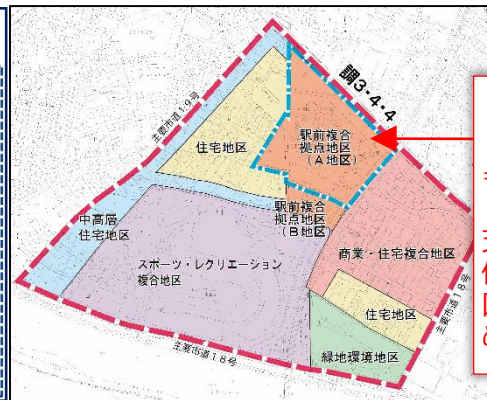 調3・4・4
主要市道19号
住宅地区
駅前複合
拠点地区
(A地区)
中高層
住宅地区
駅前複合
拠点地区
(B地区)
商業・住宅複合地区
スポーツ・レクリエーション
複合地区
住宅地区
主要市道18号
緑地環境地区
主要市道18号